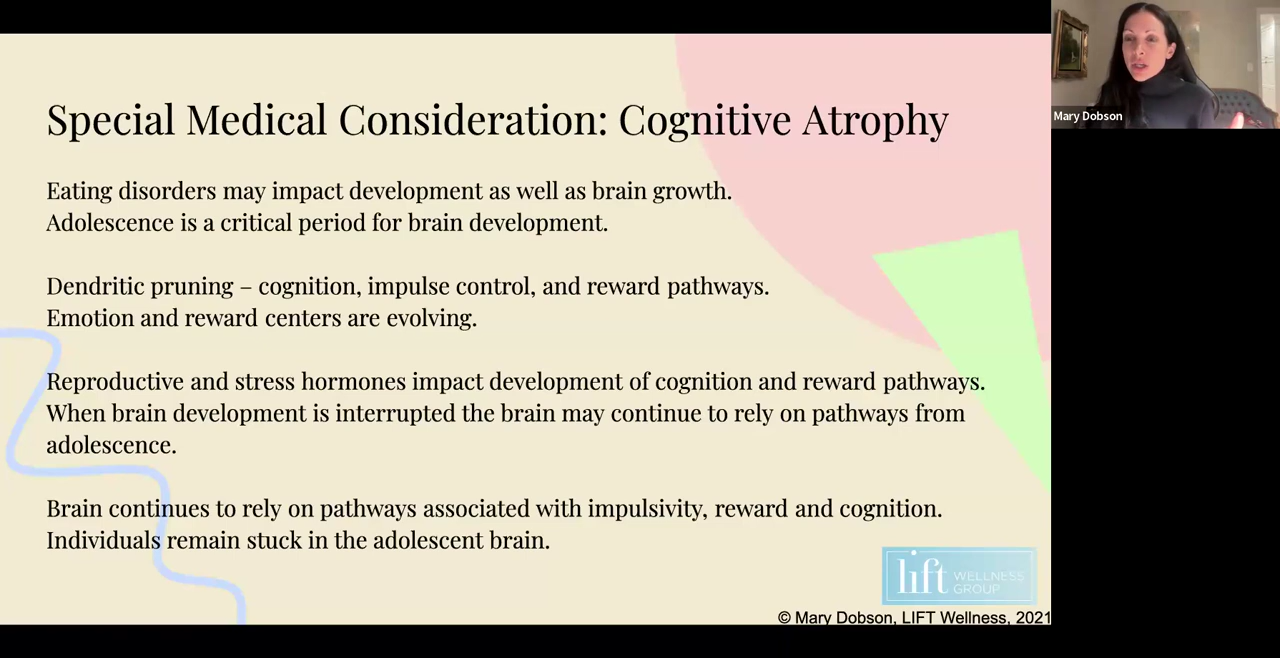 Special Medical Consideration: Cognitive Atrophy
Eating disorders may impact development as well as brain growth.
Adolescence is a critical period for brain development.
Dendritic pruning – cognition, impulse control, and reward pathways.
Emotion and reward centers are evolving.
Reproductive and stress hormones impact development of cognition and reward pathways.
When brain development is interrupted the brain may continue to rely on pathways from
adolescence.
Brain continues to rely on pathways associated with impulsivity, reward and cognition.
Individuals remain stuck in the adolescent brain.
lift WELLNESS
GROUP
© Mary Dobson, LIFT Wellness, 2021
Mary Dobson